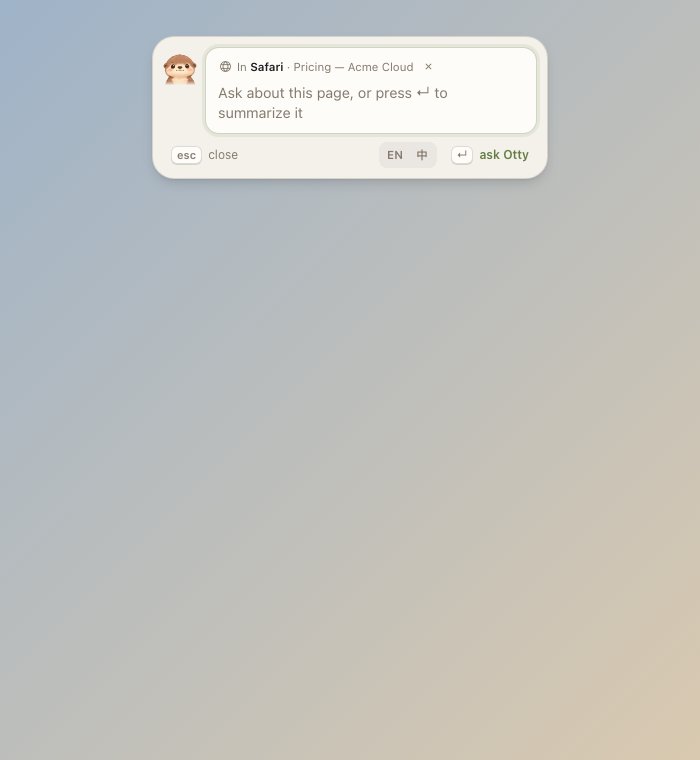 In Safari · Pricing — Acme Cloud ×
Ask about this page, or press ↵ to
summarize it
esc close EN 中 ↵ ask Otty